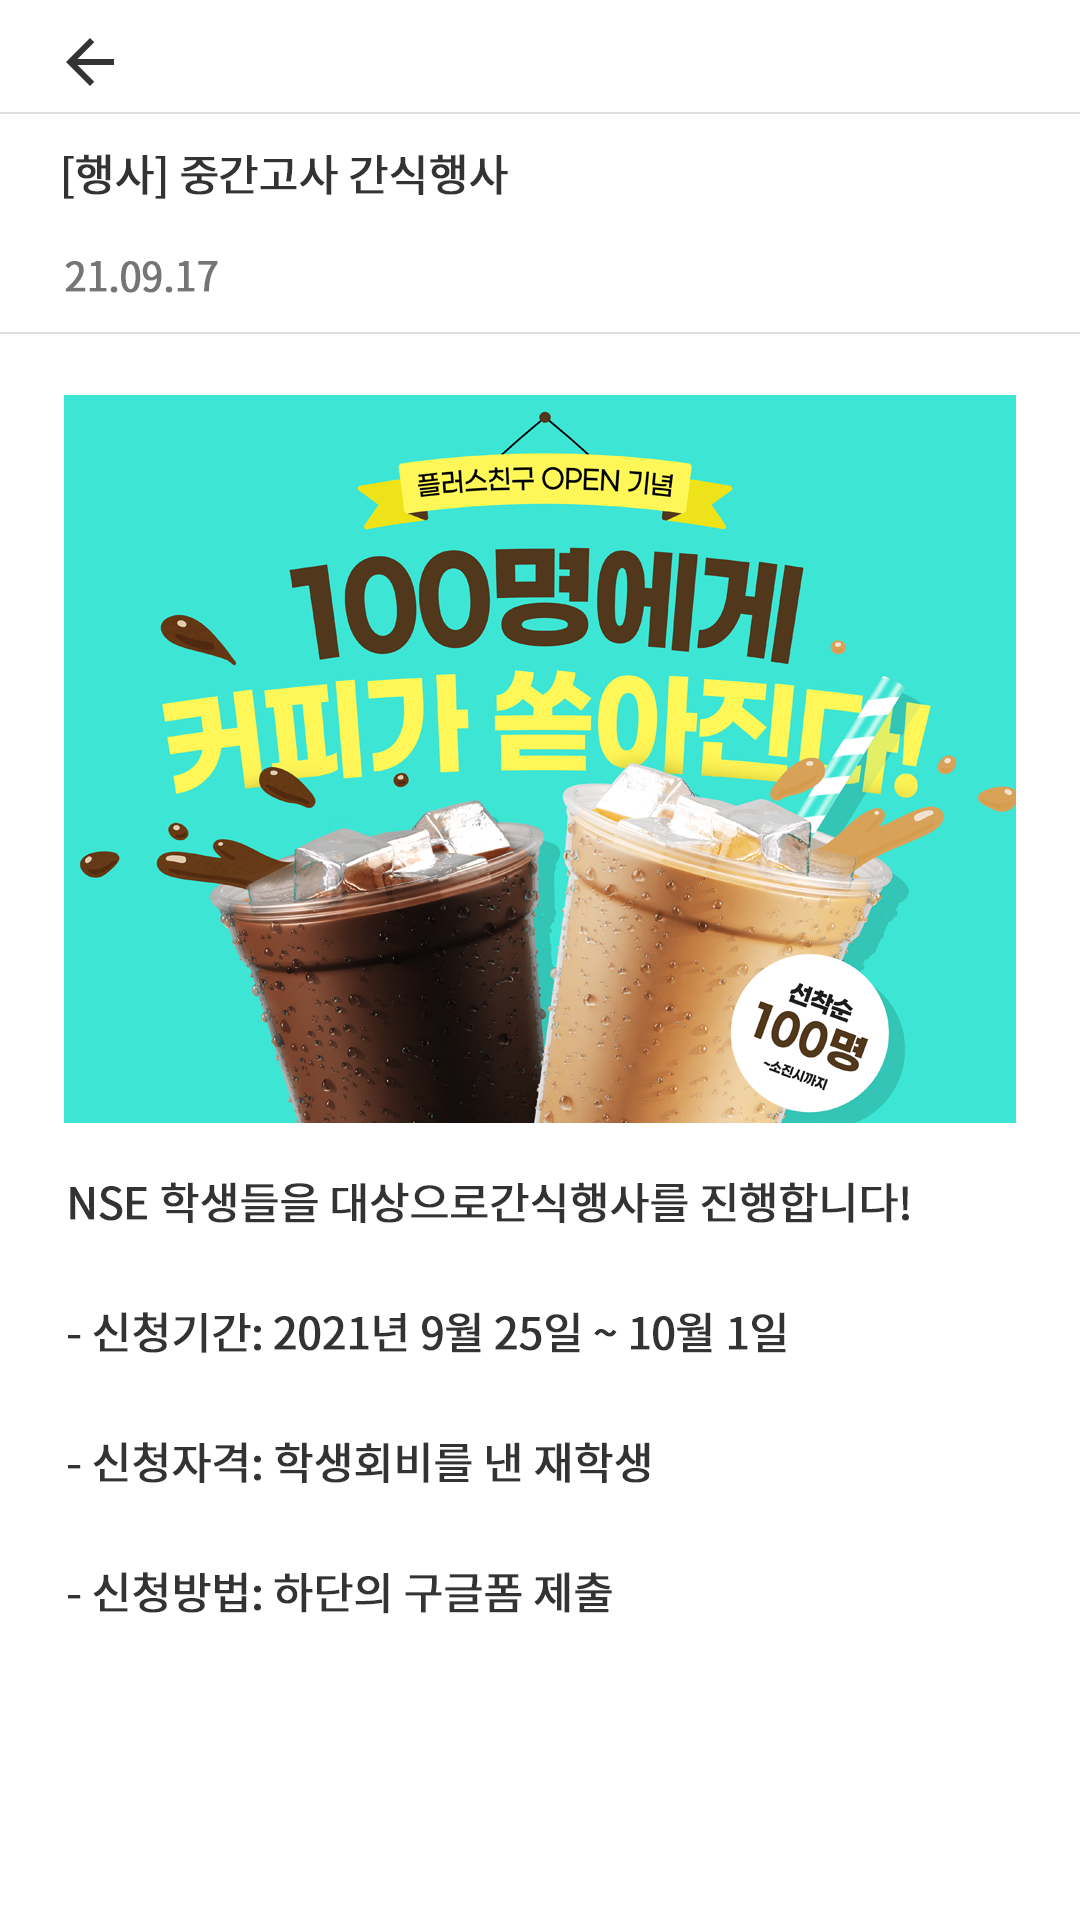 [행사] 중간고사 간식행사
21.09.17
플러스친구 OPEN 기념
100명에게
커피가 쏟아진다!
선착순
100명
-소진시까지
NSE 학생들을 대상으로간식행사를 진행합니다!
- 신청기간: 2021년 9월 25일 ~ 10월 1일
- 신청자격: 학생회비를 낸 재학생
- 신청방법: 하단의 구글폼 제출